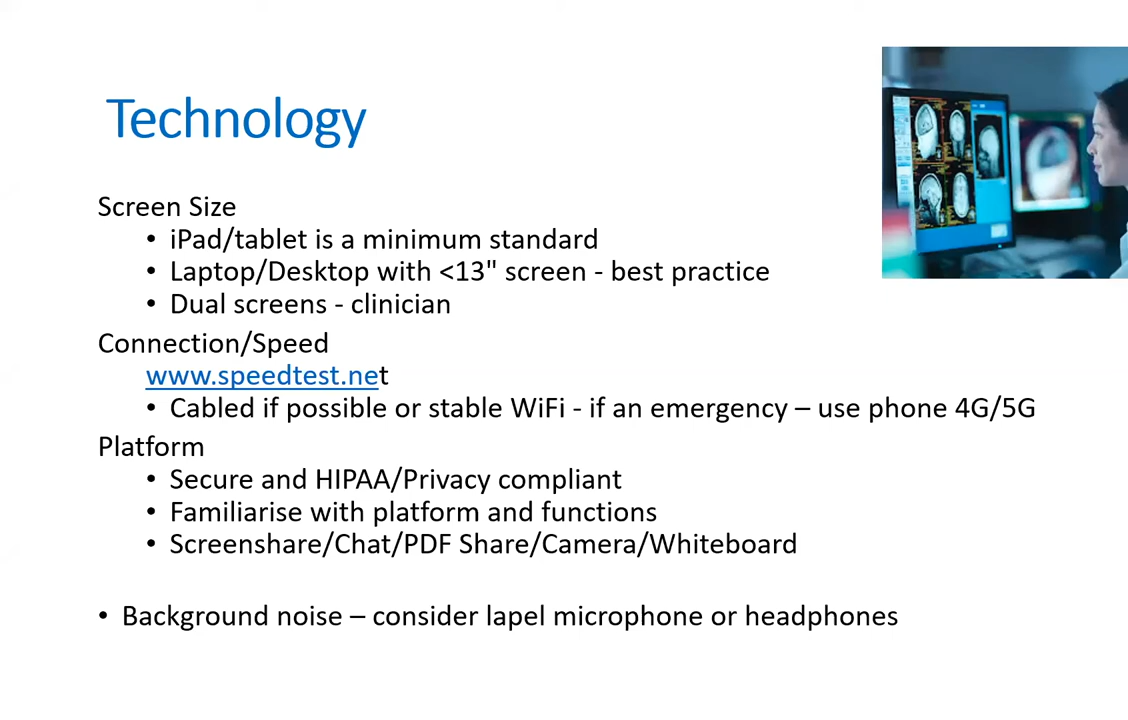 Technology
Screen Size
• iPad/tablet is a minimum standard
• Laptop/Desktop with <13" screen - best practice
• Dual screens - clinician
Connection/Speed
www.speedtest.net
• Cabled if possible or stable WiFi - if an emergency – use phone 4G/5G
Platform
• Secure and HIPAA/Privacy compliant
• Familiarise with platform and functions
• Screenshare/Chat/PDF Share/Camera/Whiteboard
• Background noise – consider lapel microphone or headphones